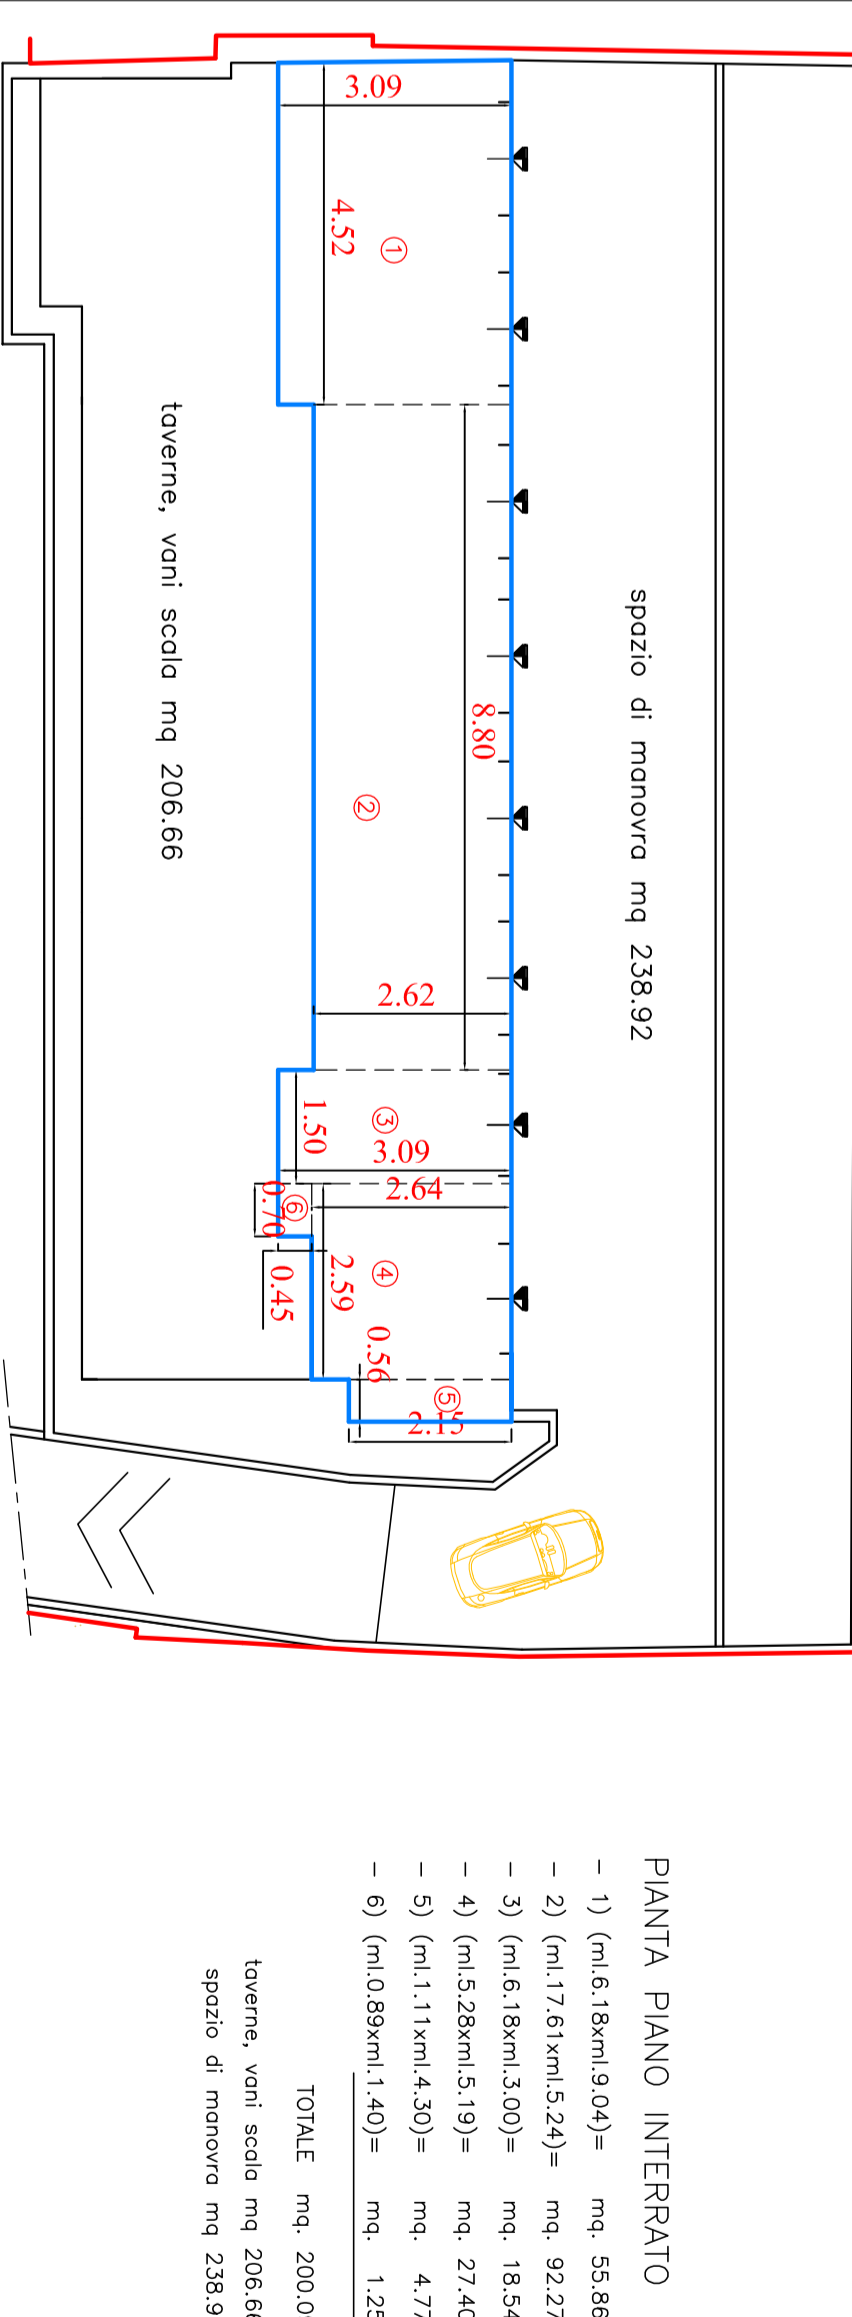 3.09
4.52
1
taverne, vani scala mq 206.66
spazio di manovra mq 238.92
8.80
2
2.62
1.50
3
3.09
2.64
0.70
6
0.45
2.59
4
0.56
5
2.15
PIANTA PIANO INTERRATO
- 1) (ml.6.18xml.9.04)= mq. 55.86
- 2) (ml.17.61xml.5.24)= mq. 92.27
- 3) (ml.6.18xml.3.00)= mq. 18.54
- 4) (ml.5.28xml.5.19)= mq. 27.40
- 5) (ml.1.11xml.4.30)= mq. 4.77
- 6) (ml.0.89xml.1.40)= mq. 1.25
TOTALE mq. 200.0
taverne, vani scala mq 206.66
spazio di manovra mq 238.9